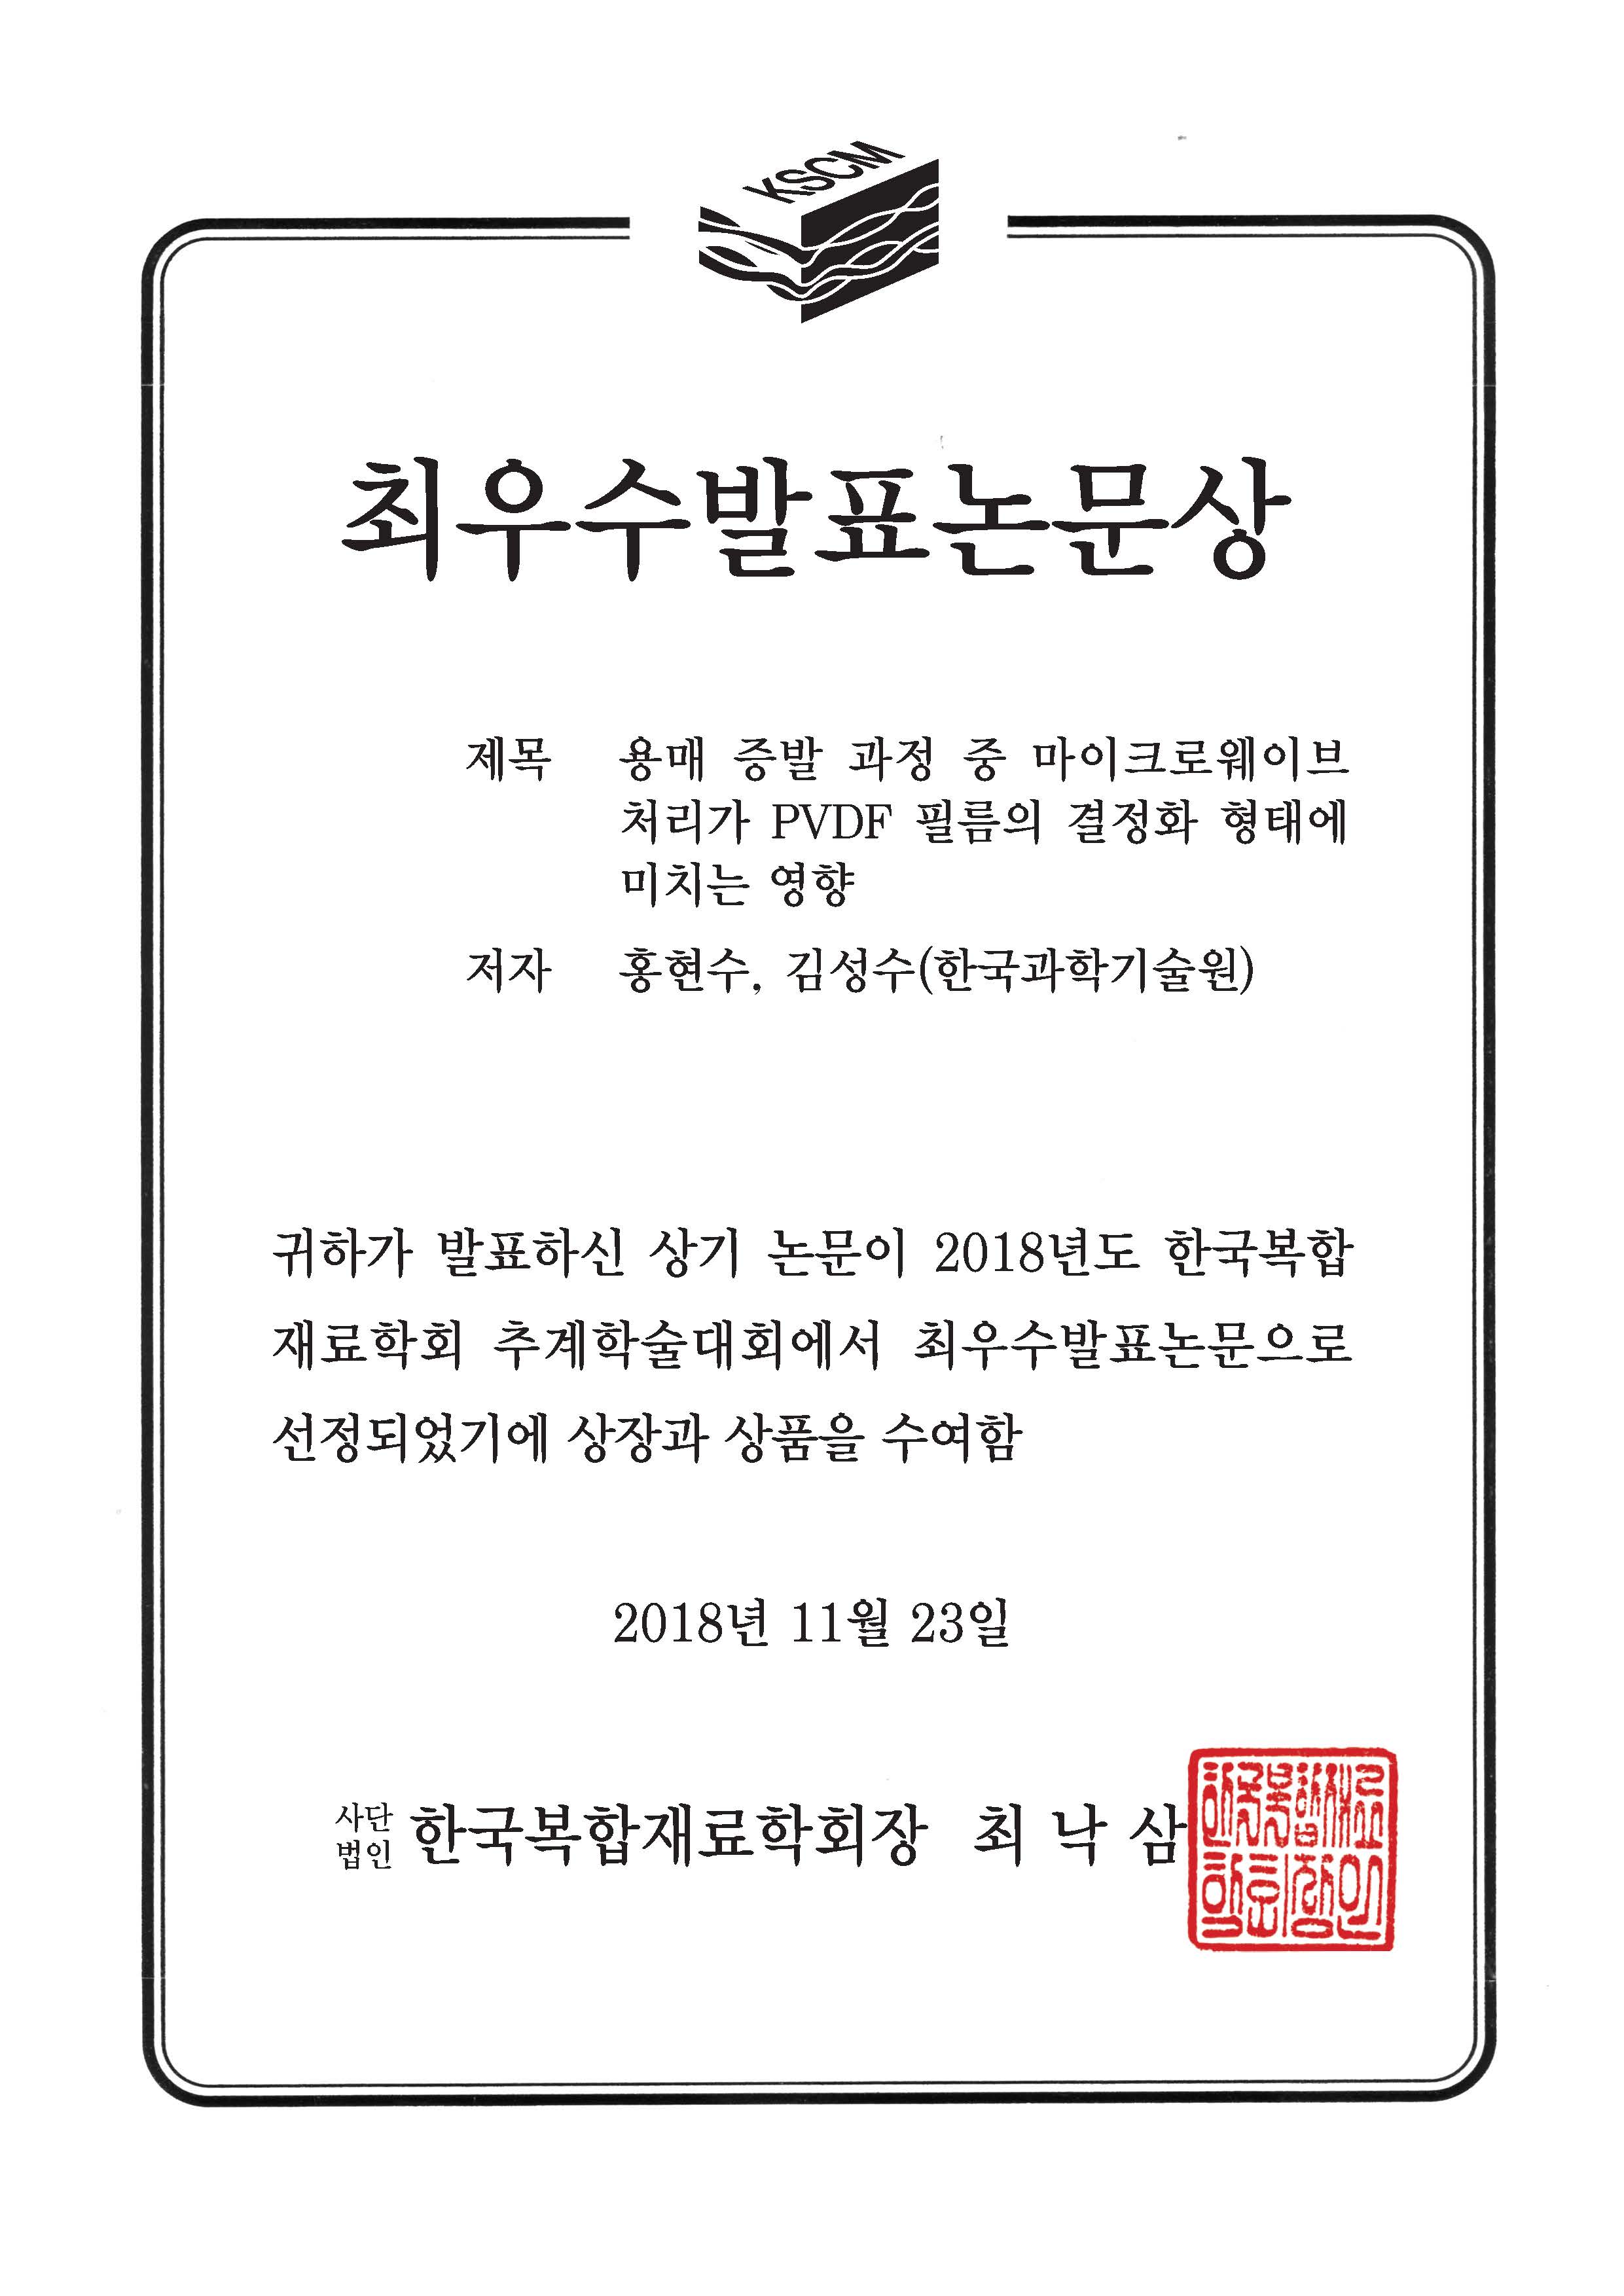 KSCM
최우수발표논문상
제목 용매 증발 과정 중 마이크로웨이브
처리가 PVDF 필름의 결정화 형태에
미치는 영향
저자 홍현수, 김성수(한국과학기술원)
귀하가 발표하신 상기 논문이 2018년도 한국복합
재료학회 추계학술대회에서 최우수발표논문으로
선정되었기에 상장과 상품을 수여함
2018년 11월 23일
사단
법인 한국복합재료학회장 최 낙 삼
한국복합재료
학회장인